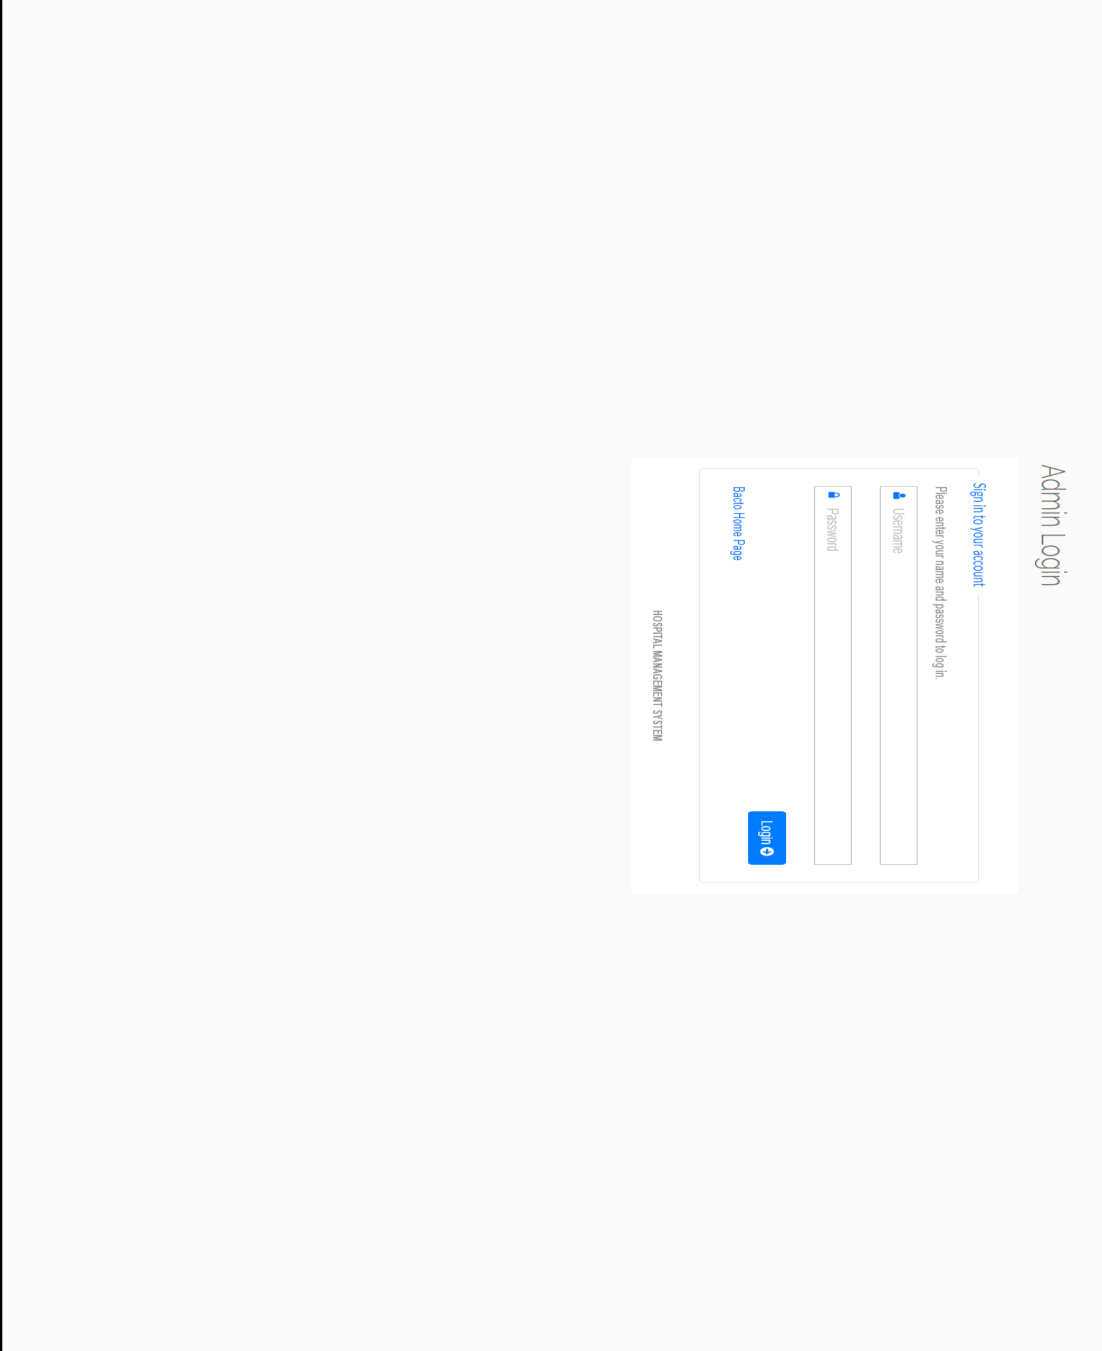 Admin Login
Sign in to your account
Please enter your name and password to log in.
Username
Password
Login
Bacto Home Page
HOSPITAL MANAGEMENT SYSTEM